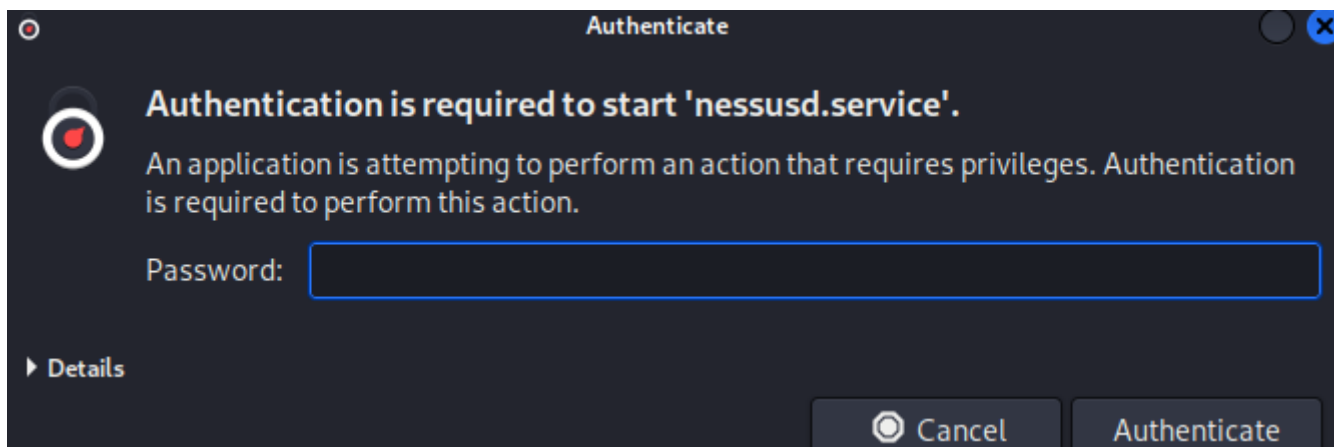 Authenticate
Authentication is required to start 'nessusd.service'.
An application is attempting to perform an action that requires privileges. Authentication
is required to perform this action.
Password:
Details
Cancel
Authenticate